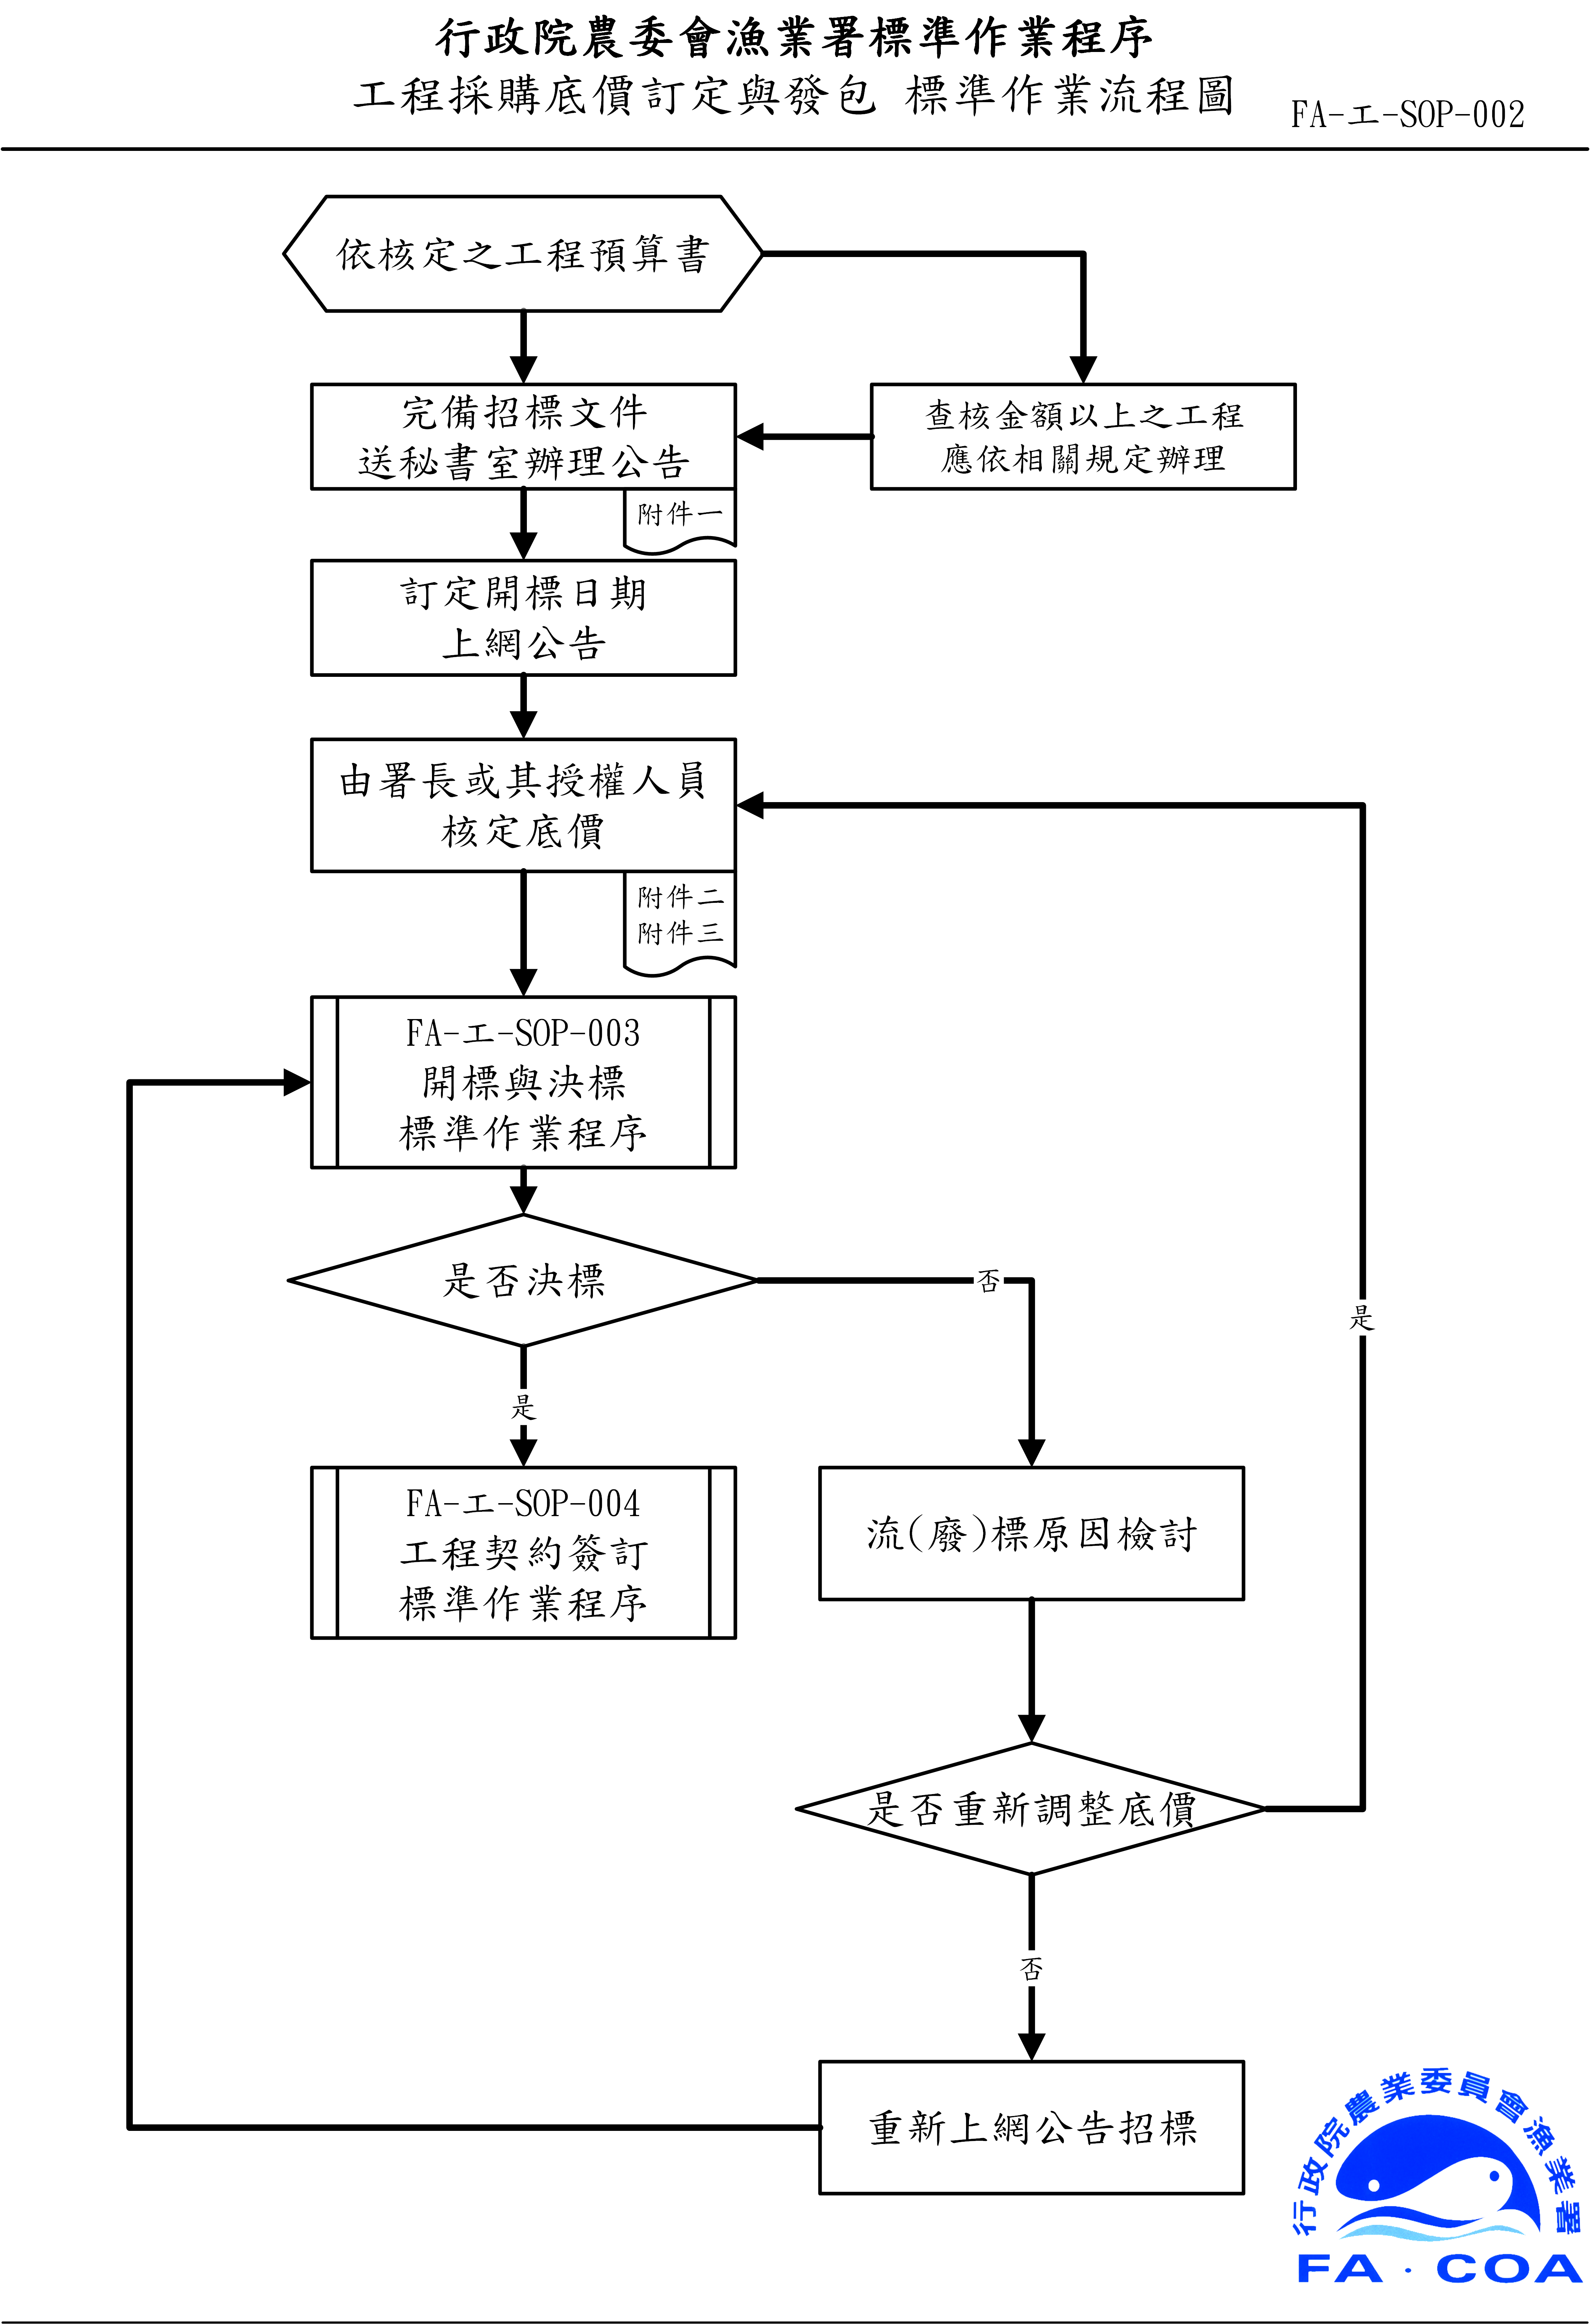 行政院農委會漁業署標準作業程序
工程採購底價訂定與發包 標準作業流程圖
FA-工-SOP-002
依核定之工程預算書
完備招標文件
送秘書室辦理公告
查核金額以上之工程
應依相關規定辦理
附件一
訂定開標日期
上網公告
由署長或其授權人員
核定底價
附件二
附件三
FA-工-SOP-003
開標與決標
標準作業程序
是否決標
否
是
是
FA-工-SOP-004
工程契約簽訂
標準作業程序
流(廢)標原因檢討
是否重新調整底價
否
重新上網公告招標
行政院農業委員會漁業署
FA·COA